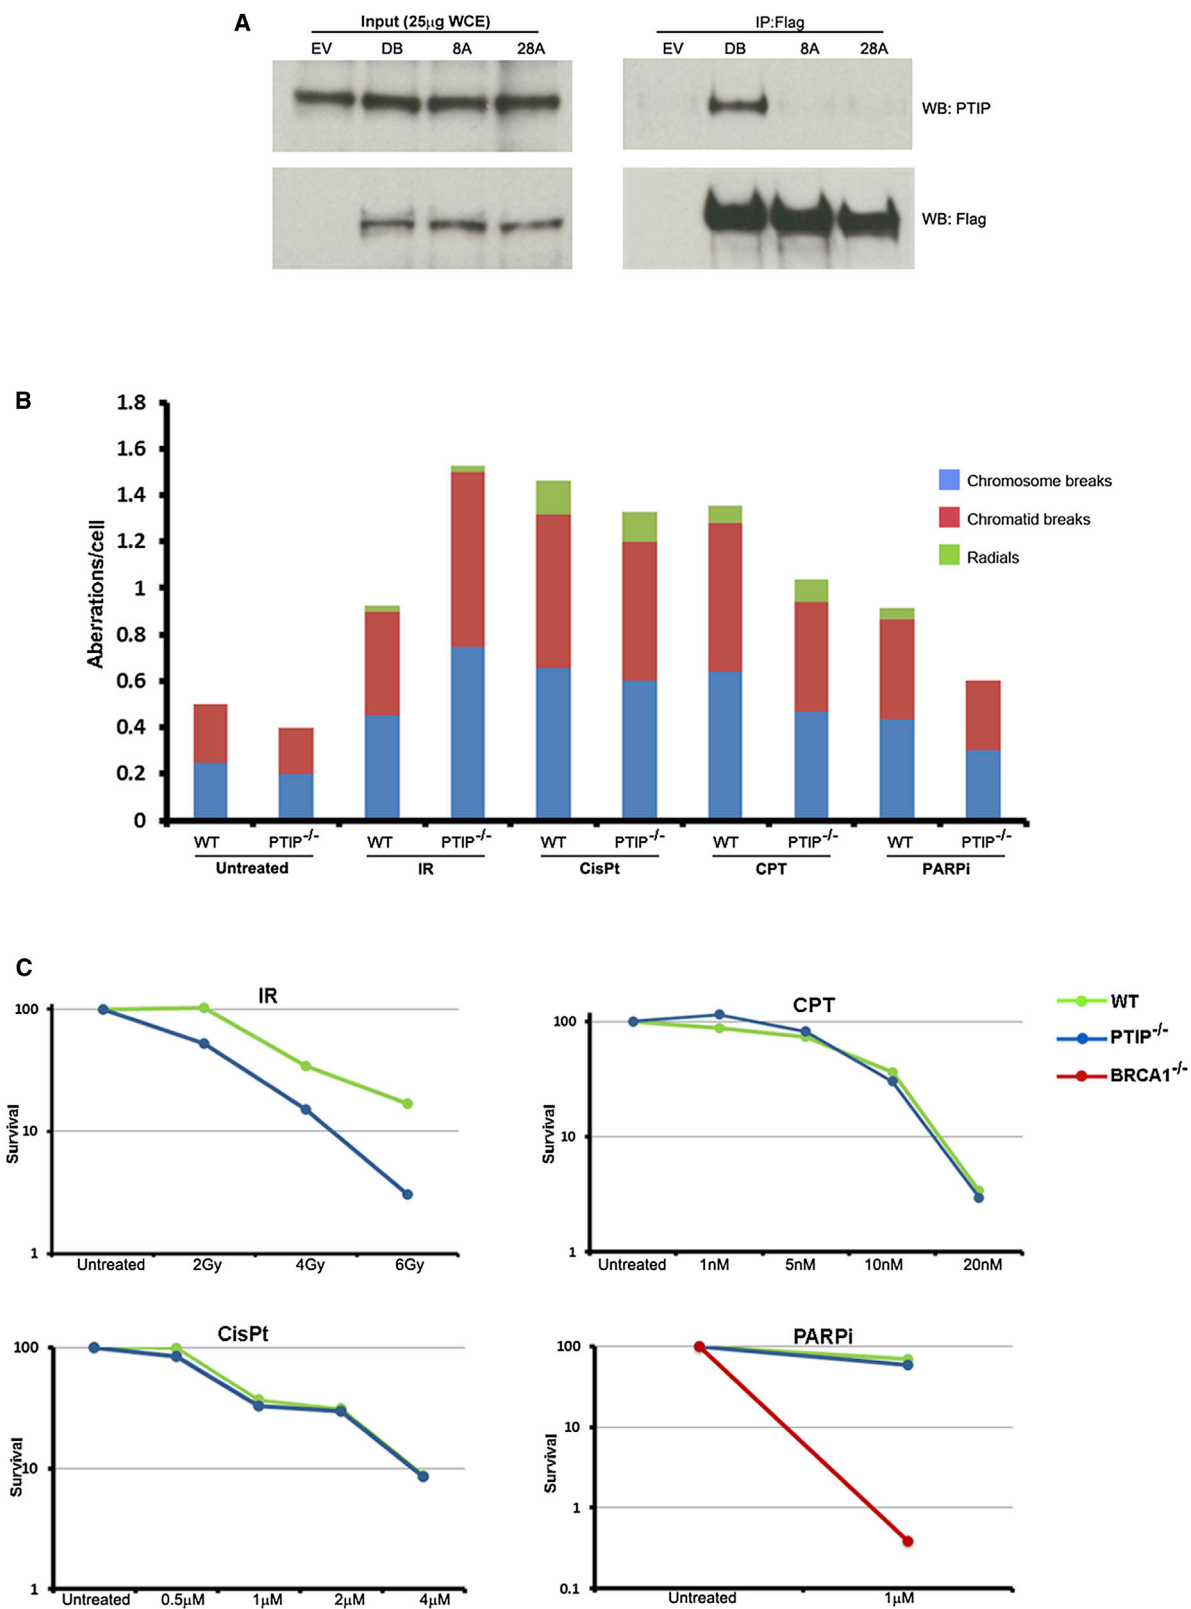 A
Input (25μg WCE)
IP:Flag
EV DB 8A 28A
EV DB 8A 28A
WB: PTIP
WB: Flag
B
1.8
1.6
1.4
1.2
1
0.8
0.6
0.4
0.2
0
Aberrations/cell
Chromosome breaks
Chromatid breaks
Radials
WT PTIP-/- WT PTIP-/- WT PTIP-/- WT PTIP-/- WT PTIP-/-
Untreated IR CisPt CPT PARPi
C
IR
100
10
1
Survival
Untreated 2Gy 4Gy 6Gy
CPT
100
10
1
Survival
Untreated 1nM 5nM 10nM 20nM
WT
PTIP-/-
BRCA1-/-
CisPt
100
10
1
Survival
Untreated 0.5μM 1μM 2μM 4μM
PARPi
100
10
1
0.1
Survival
Untreated 1μM